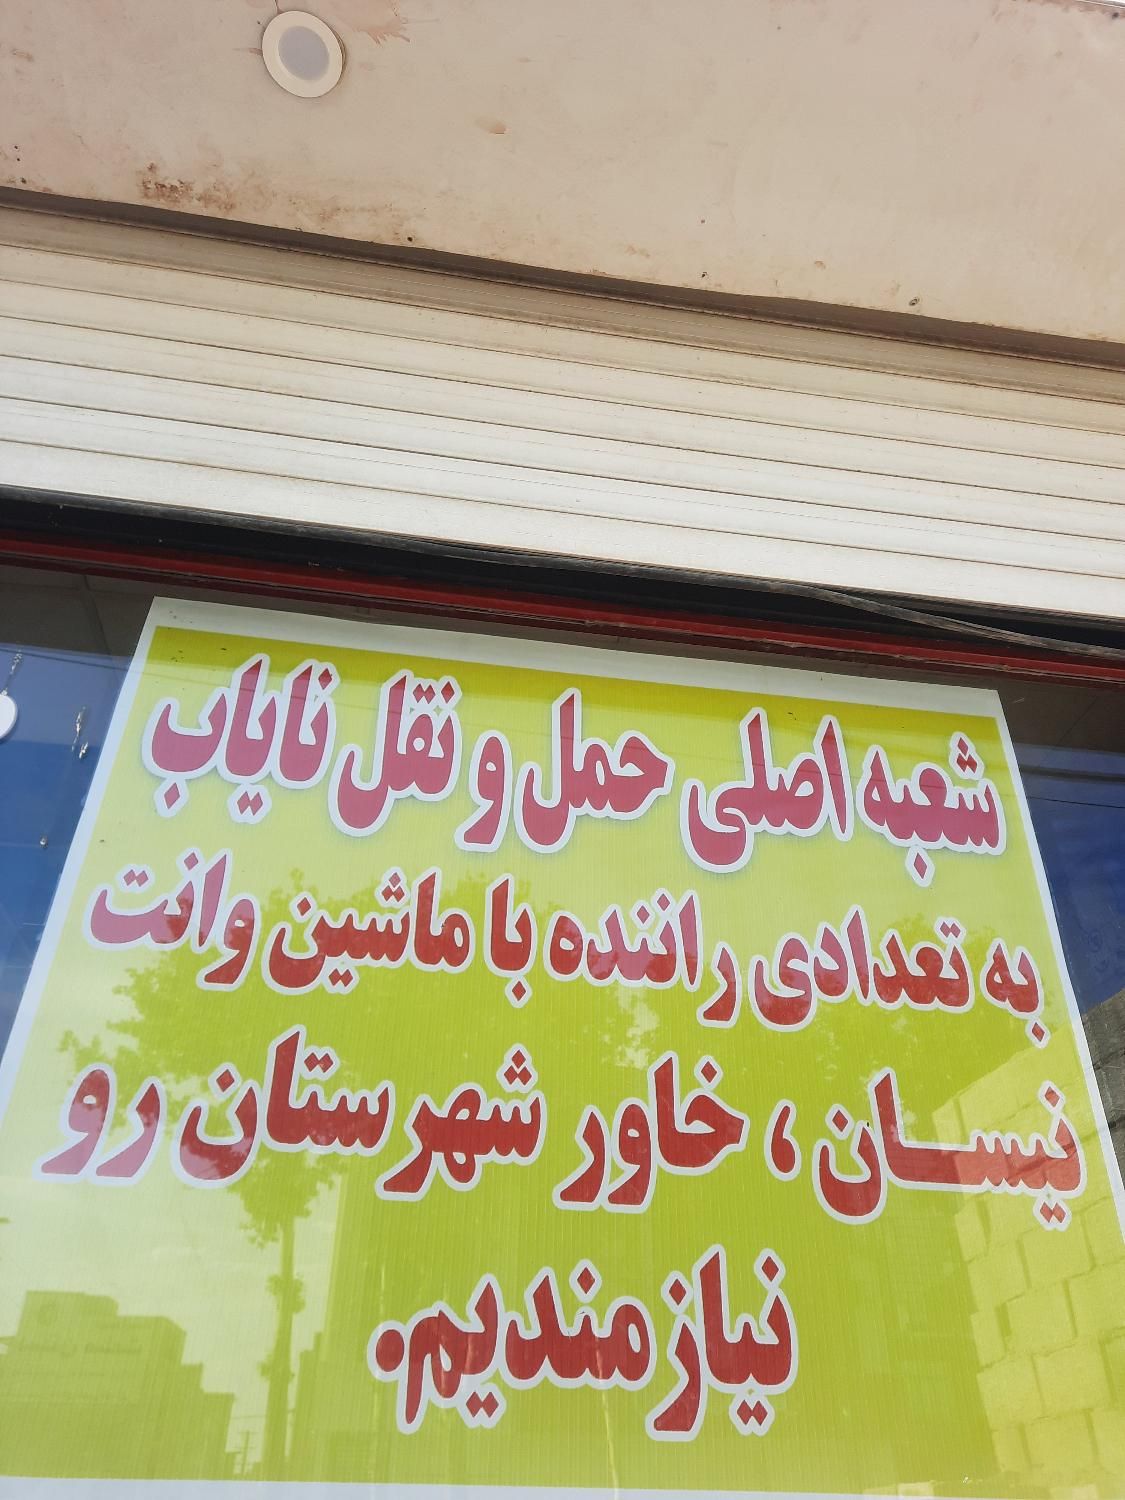 شعبه اصلی حمل و نقل نایاب
به تعدادی راننده با ماشین وانت
نیسان ، خاور شهرستان رو
نیازمندیم.